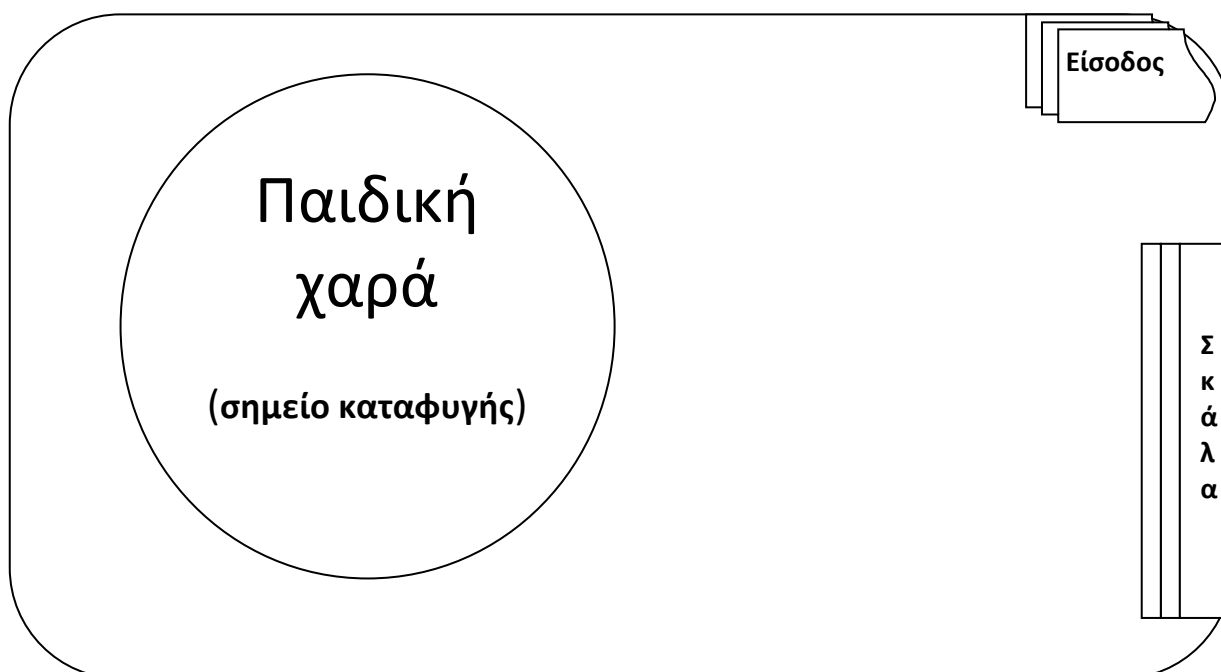 Είσοδος
Παιδική
χαρά
(σημείο καταφυγής)
Σ
κ
ά
λ
α